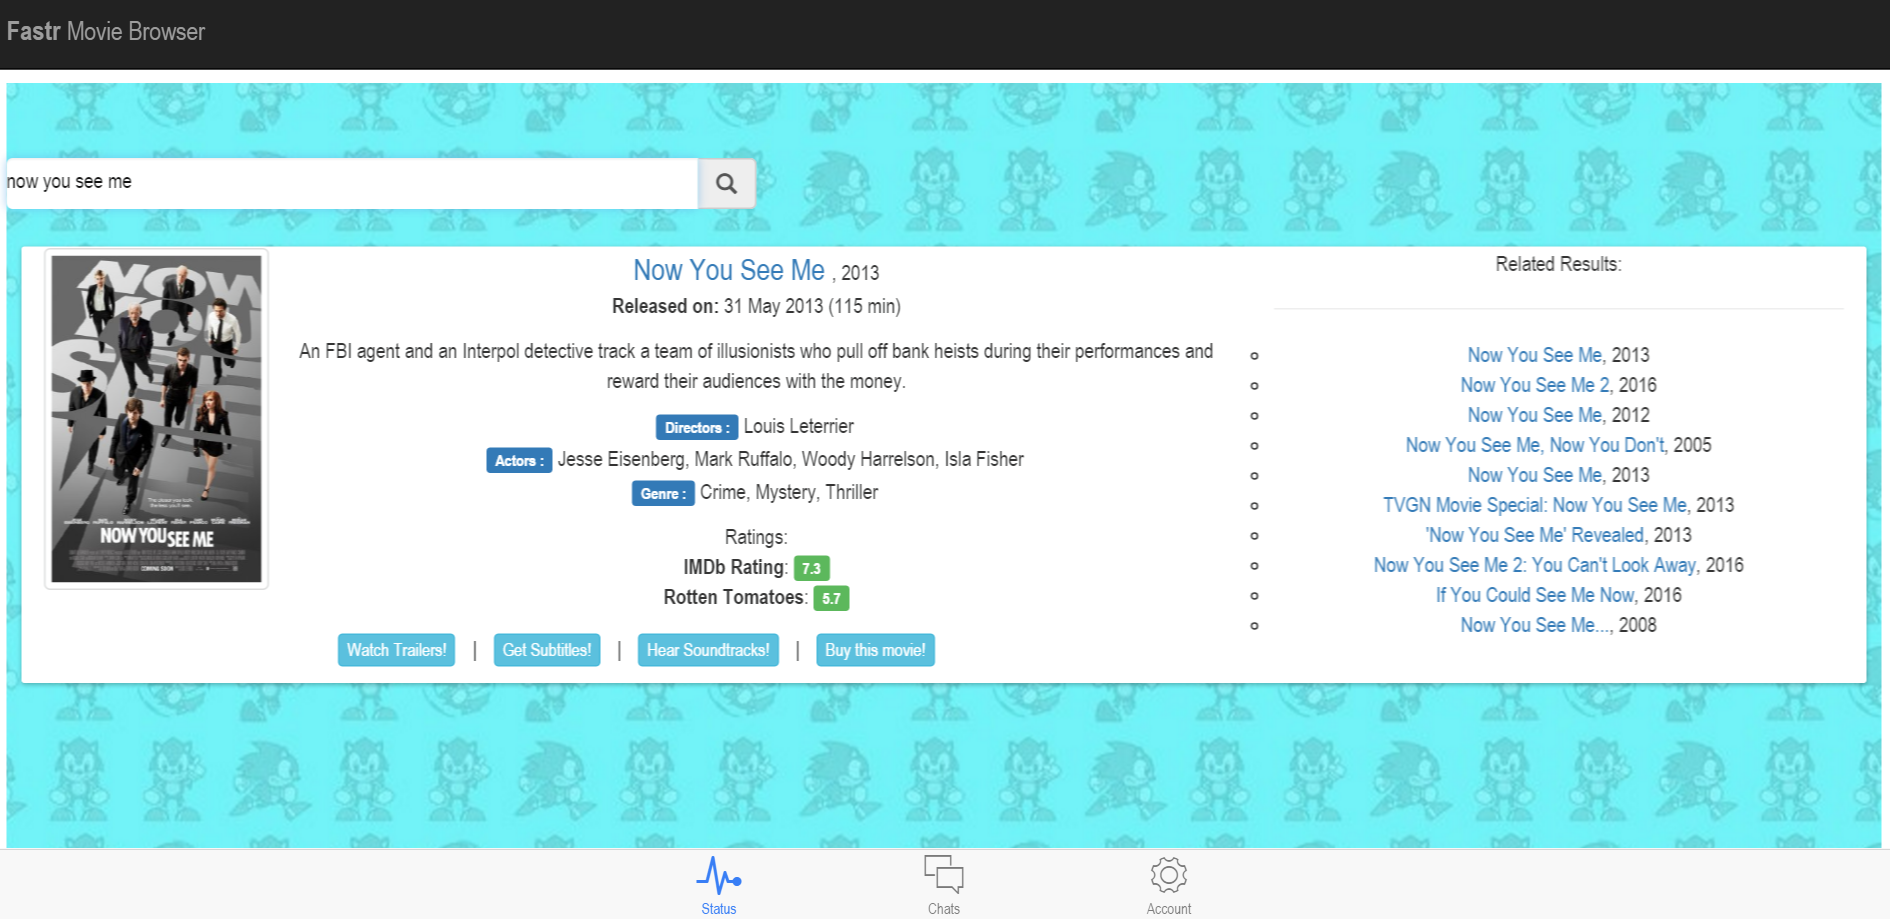 Fastr Movie Browser
now you see me
NOW YOU SEE ME
NOW YOU SEE ME
COMING SOON
Now You See Me , 2013
Released on: 31 May 2013 (115 min)
An FBI agent and an Interpol detective track a team of illusionists who pull off bank heists during their performances and
reward their audiences with the money.
Directors : Louis Leterrier
Actors : Jesse Eisenberg, Mark Ruffalo, Woody Harrelson, Isla Fisher
Genre : Crime, Mystery, Thriller
Ratings:
IMDb Rating: 7.3
Rotten Tomatoes: 5.7
Watch Trailers! | Get Subtitles! | Hear Soundtracks! | Buy this movie!
Related Results:
Now You See Me, 2013
Now You See Me 2, 2016
Now You See Me, 2012
Now You See Me, Now You Don't, 2005
Now You See Me, 2013
TVGN Movie Special: Now You See Me, 2013
'Now You See Me' Revealed, 2013
Now You See Me 2: You Can't Look Away, 2016
If You Could See Me Now, 2016
Now You See Me..., 2008
Status
Chats
Account